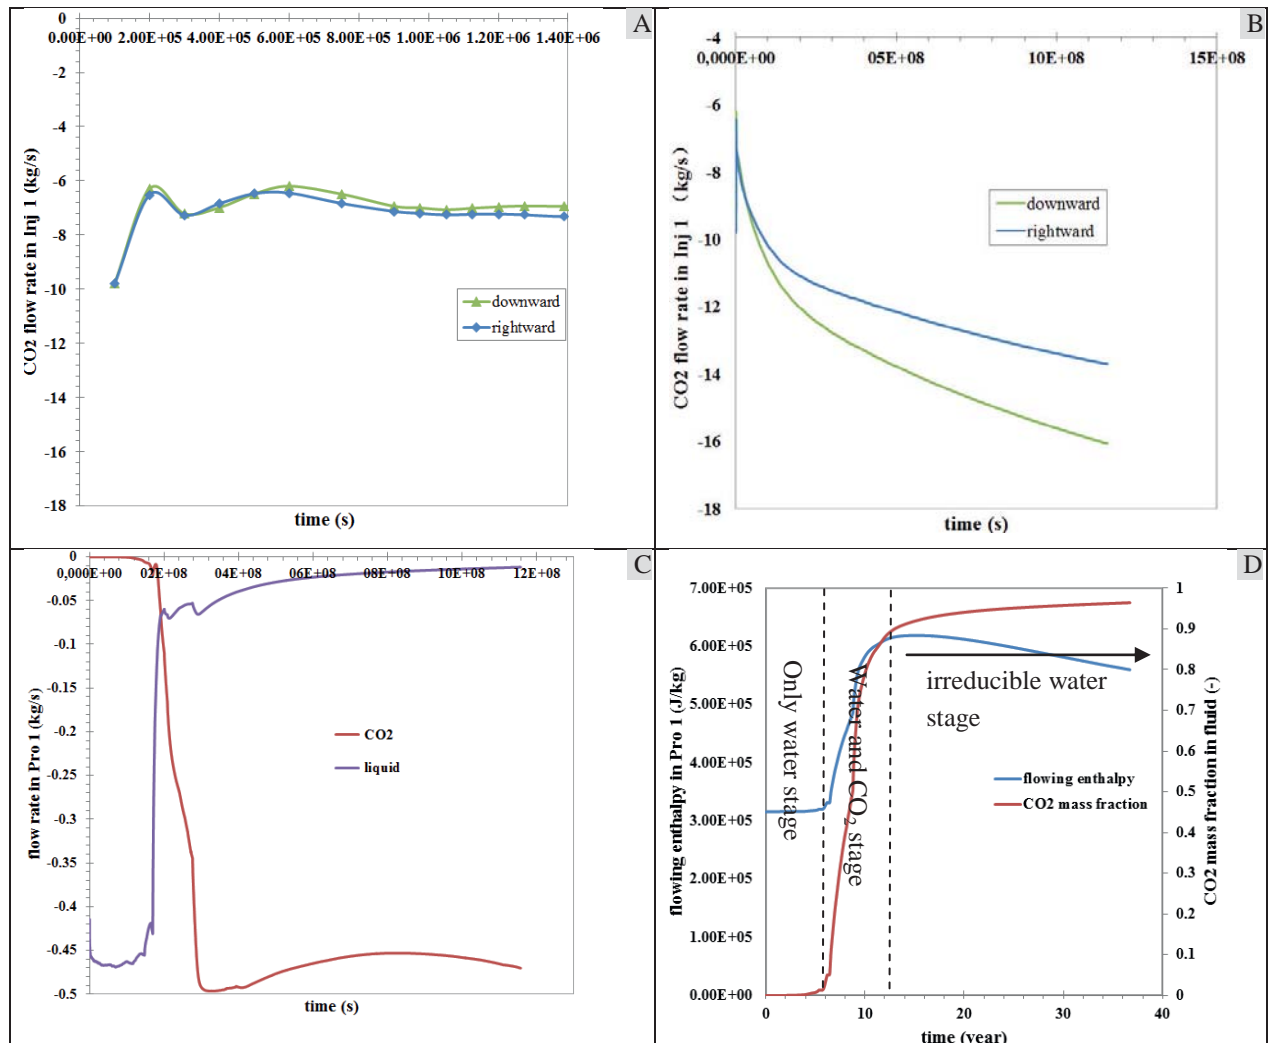 A
0
0.00E+00 2.00E+05 4.00E+05 6.00E+05 8.00E+05 1.00E+06 1.20E+06 1.40E+06
-2
-4
-6
-8
-10
-12
-14
-16
-18
CO2 flow rate in Inj 1 (kg/s)
downward
rightward
time (s)
B
-4
0,000E+00 05E+08 10E+08 15E+08
-6
-8
-10
-12
-14
-16
-18
CO2 flow rate in Inj 1 (kg/s)
downward
rightward
time (s)
C
0
0,000E+00 02E+08 04E+08 06E+08 08E+08 10E+08 12E+08
-0.05
-0.1
-0.15
-0.2
-0.25
-0.3
-0.35
-0.4
-0.45
-0.5
flow rate in Pro 1 (kg/s)
CO2
liquid
time (s)
D
7.00E+05
6.00E+05
5.00E+05
4.00E+05
3.00E+05
2.00E+05
1.00E+05
0.00E+00
flowing enthalpy in Pro 1 (J/kg)
Only water stage
Water and CO₂ stage
irreducible water
stage
flowing enthalpy
CO2 mass fraction
1
0.9
0.8
0.7
0.6
0.5
0.4
0.3
0.2
0.1
0
CO2 mass fraction in fluid (-)
0 10 20 30 40
time (year)